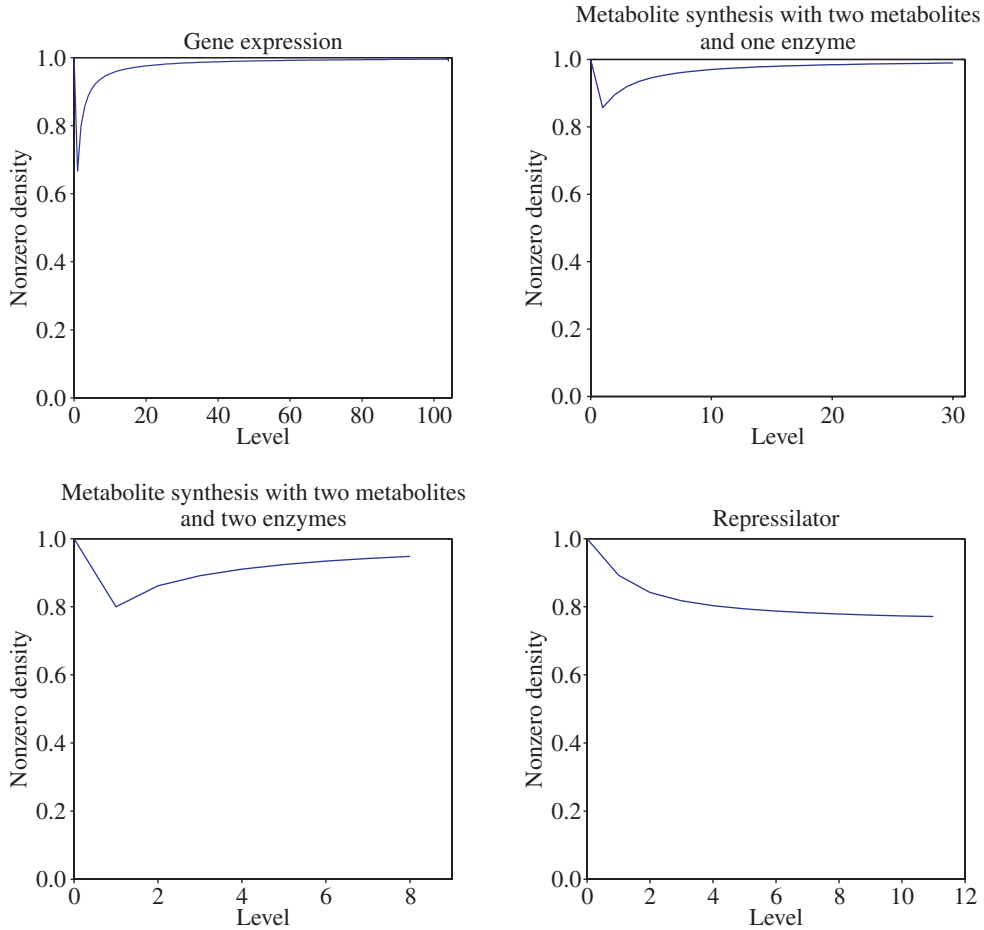 Gene expression
1.0
0.8
0.6
0.4
0.2
0.0
Nonzero density
0 20 40 60 80 100
Level
Metabolite synthesis with two metabolites
and one enzyme
1.0
0.8
0.6
0.4
0.2
0.0
Nonzero density
0 10 20 30
Level
Metabolite synthesis with two metabolites
and two enzymes
1.0
0.8
0.6
0.4
0.2
0.0
Nonzero density
0 2 4 6 8
Level
Repressilator
1.0
0.8
0.6
0.4
0.2
0.0
Nonzero density
0 2 4 6 8 10 12
Level